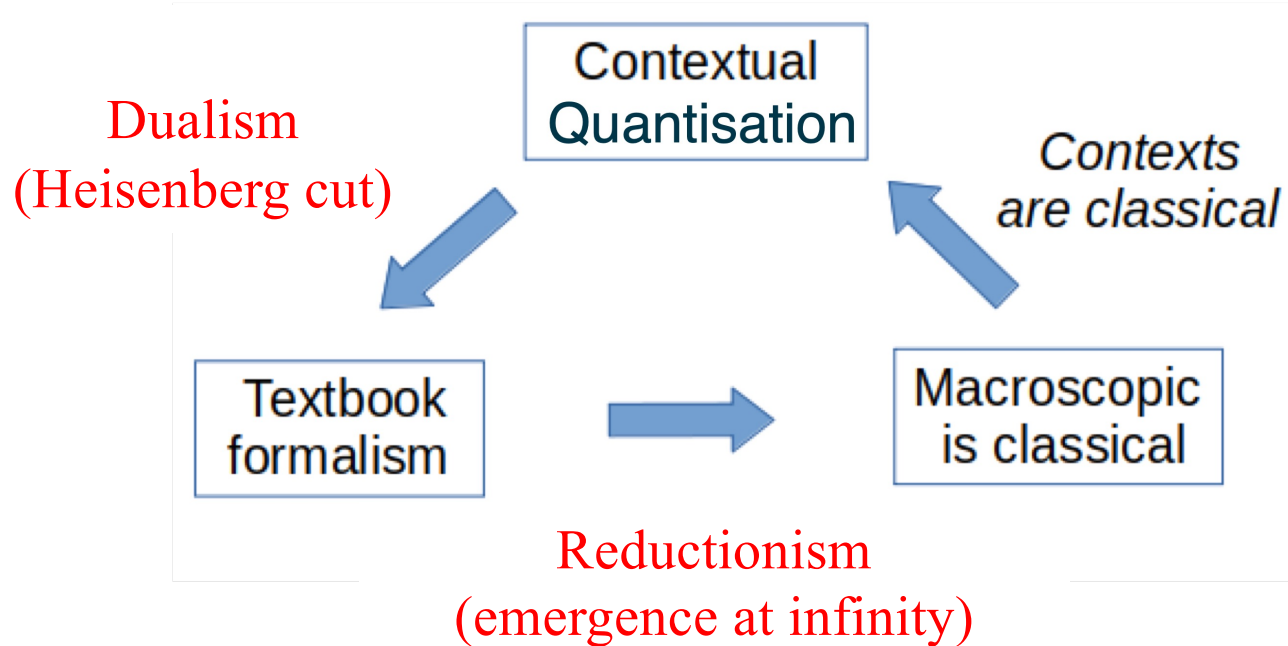 Contextual
Quantisation
Dualism
(Heisenberg cut)
Contexts
are classical
Textbook
formalism
Macroscopic
is classical
Reductionism
(emergence at infinity)